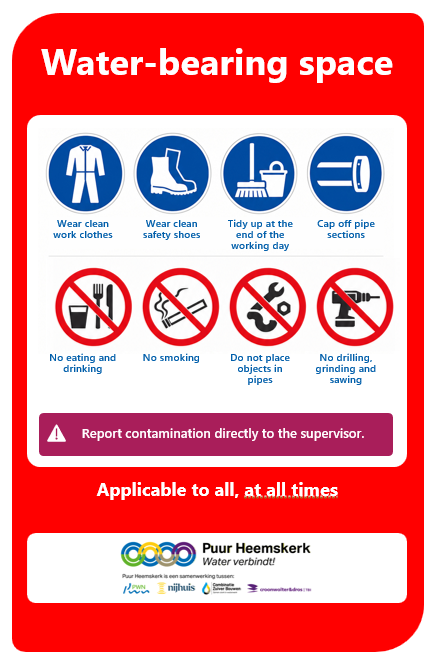 Water-bearing space
Wear clean
work clothes
Wear clean
safety shoes
Tidy up at the
end of the
working day
Cap off pipe
sections
No eating and
drinking
No smoking
Do not place
objects in
pipes
No drilling,
grinding and
sawing
Report contamination directly to the supervisor.
Applicable to all, at all times
Puur Heemskerk
Water verbindt!
Puur Heemskerk is een samenwerking tussen:
PWN
nijhuis
Combinatie
Zuiver Bouwen
croonwolter&dros